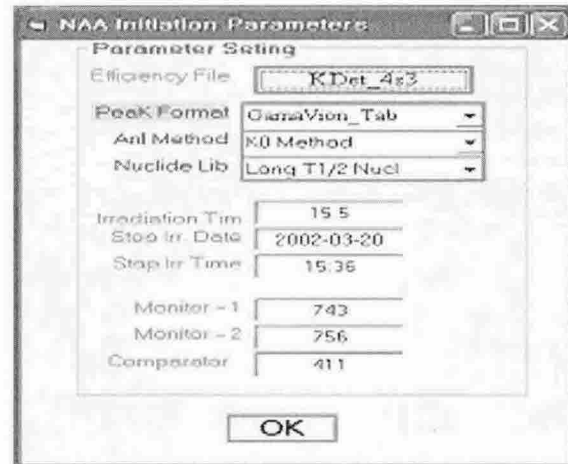 NAA Initiation Parameters
Parameter Seting
Efficiency File KDet_4s3
Peak Format GamaVion_Tab
Anl Method K0 Method
Nuclide Lib Long T1/2 Nucl
Irradiation Tim 15.5
Stop Irr. Date 2002-03-20
Stop Irr Time 15:36
Monitor - 1 743
Monitor - 2 756
Comparator 411
OK